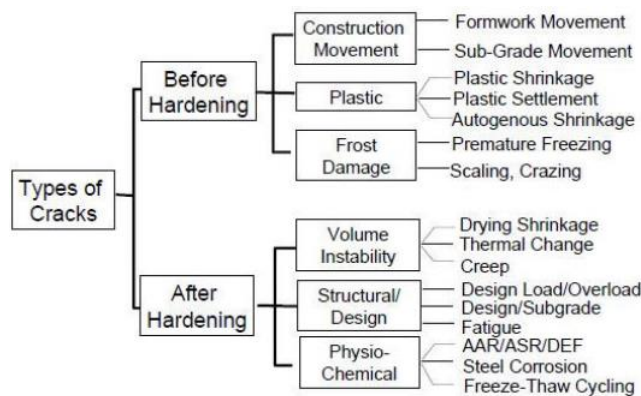 Types of
Cracks
Before
Hardening
Construction
Movement
Formwork Movement
Sub-Grade Movement
Plastic
Plastic Shrinkage
Plastic Settlement
Autogenous Shrinkage
Frost
Damage
Premature Freezing
Scaling, Crazing
After
Hardening
Volume
Instability
Drying Shrinkage
Thermal Change
Creep
Structural/
Design
Design Load/Overload
Design/Subgrade
Fatigue
Physio-
Chemical
AAR/ASR/DEF
Steel Corrosion
Freeze-Thaw Cycling